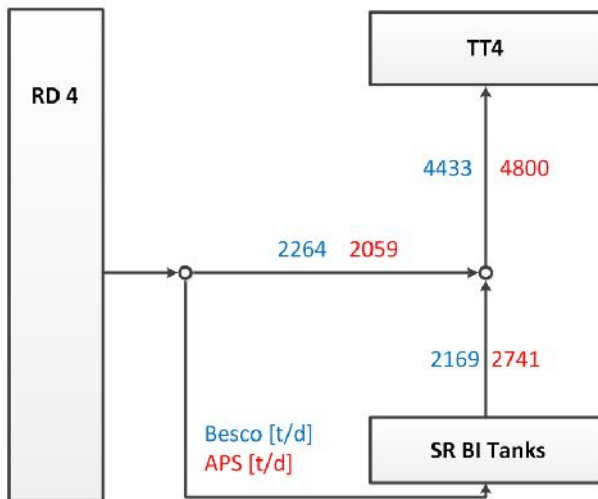 TT4
RD 4
4433 4800
2264 2059
2169 2741
Besco [t/d]
APS [t/d]
SR BI Tanks